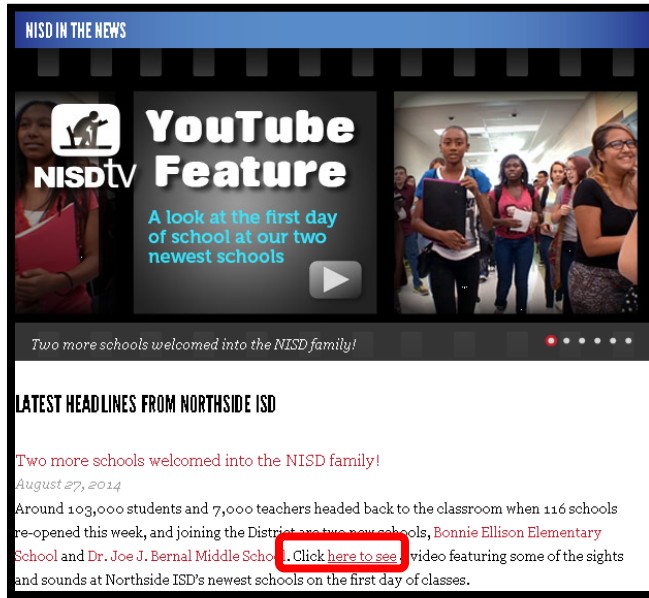 NISD IN THE NEWS
NISDtv
YouTube
Feature
A look at the first day
of school at our two
newest schools
Two more schools welcomed into the NISD family!
LATEST HEADLINES FROM NORTHSIDE ISD
Two more schools welcomed into the NISD family!
August 27, 2014
Around 103,000 students and 7,000 teachers headed back to the classroom when 116 schools
re-opened this week, and joining the District are two new schools, Bonnie Ellison Elementary
School and Dr. Joe J. Bernal Middle School. Click here to see video featuring some of the sights
and sounds at Northside ISD's newest schools on the first day of classes.